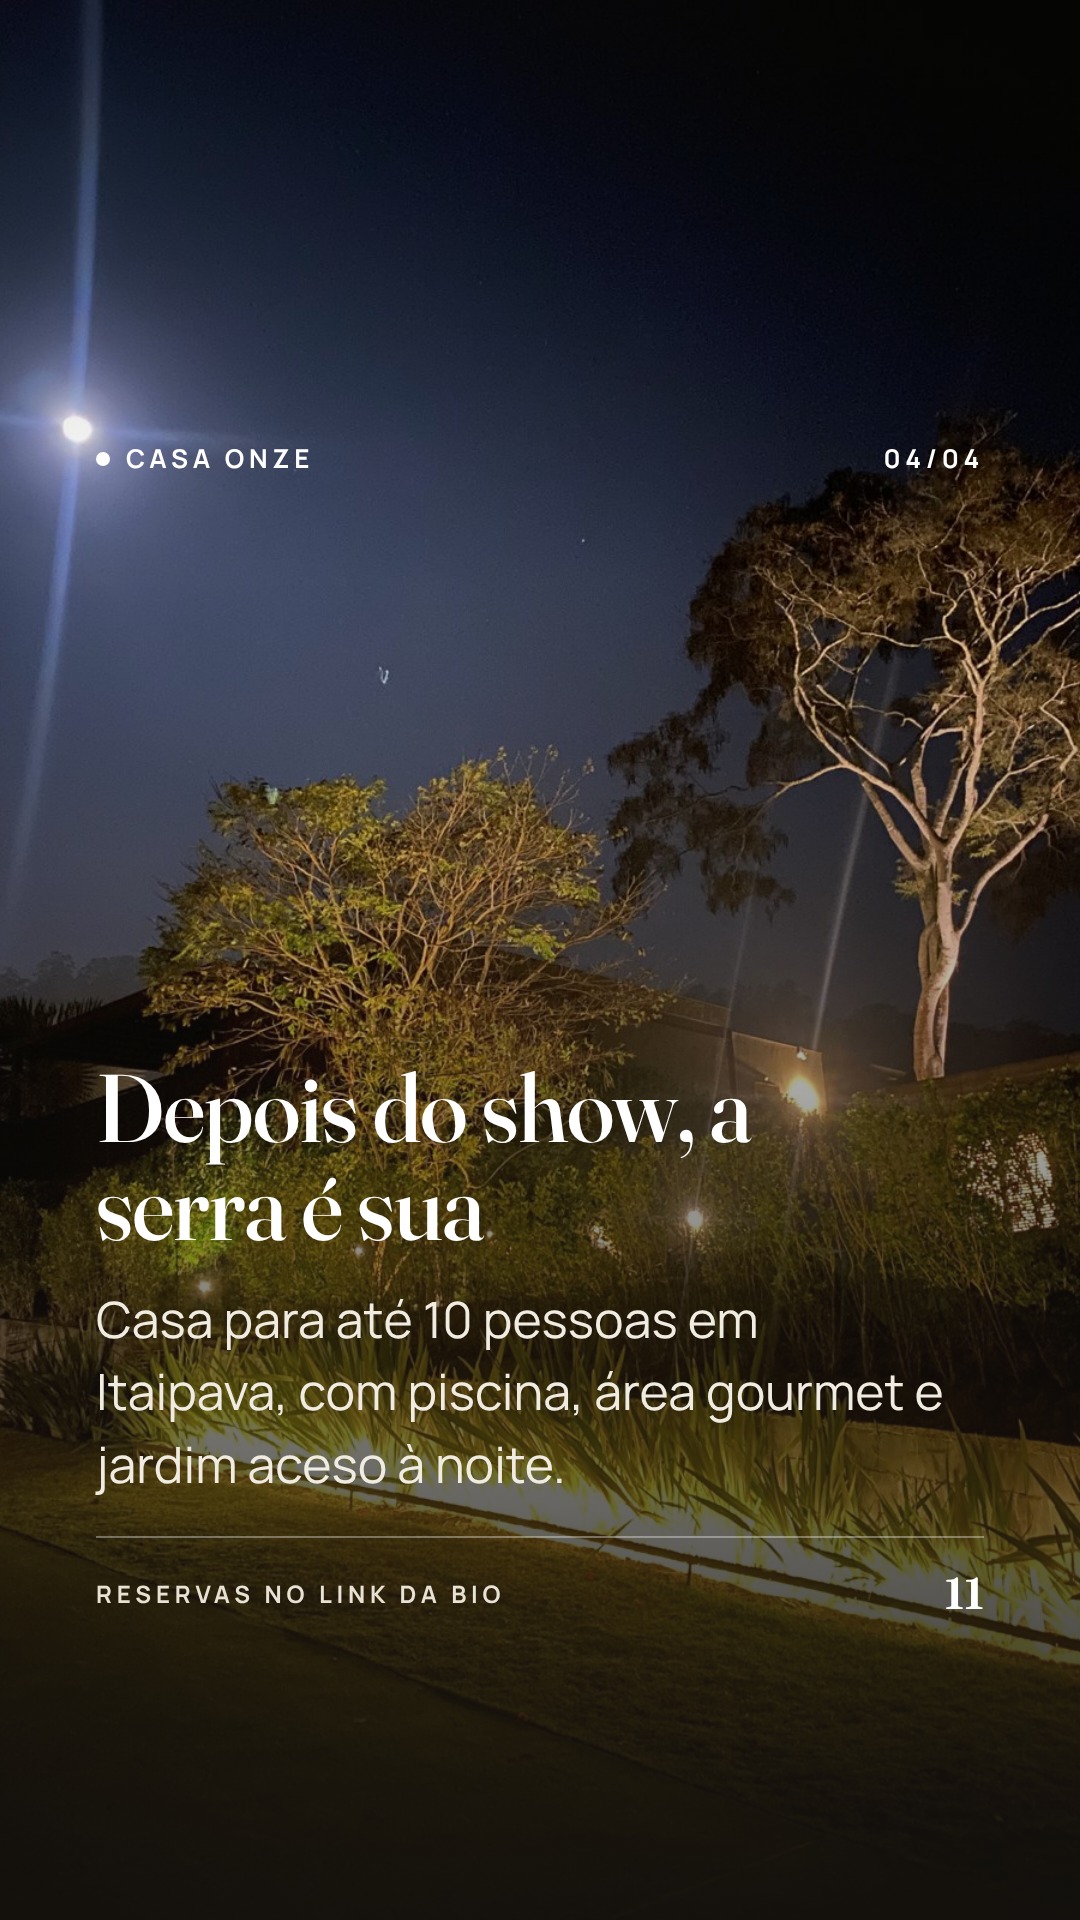 CASA ONZE
04/04
Depois do show, a
serra é sua
Casa para até 10 pessoas em
Itaipava, com piscina, área gourmet e
jardim aceso à noite.
RESERVAS NO LINK DA BIO
11